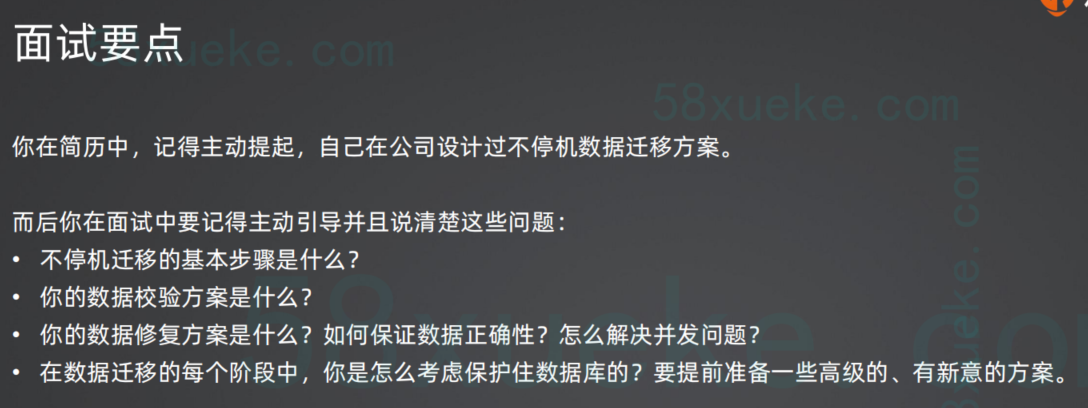 面试要点
58xueke.com
58xueke.com
你在简历中，记得主动提起，自己在公司设计过不停机数据迁移方案。
而后你在面试中要记得主动引导并且说清楚这些问题：
• 不停机迁移的基本步骤是什么？
• 你的数据校验方案是什么？
• 你的数据修复方案是什么？如何保证数据正确性？怎么解决并发问题？
• 在数据迁移的每个阶段中，你是怎么考虑保护住数据库的？要提前准备一些高级的、有新意的方案。
58xueke.com
58xueke.com